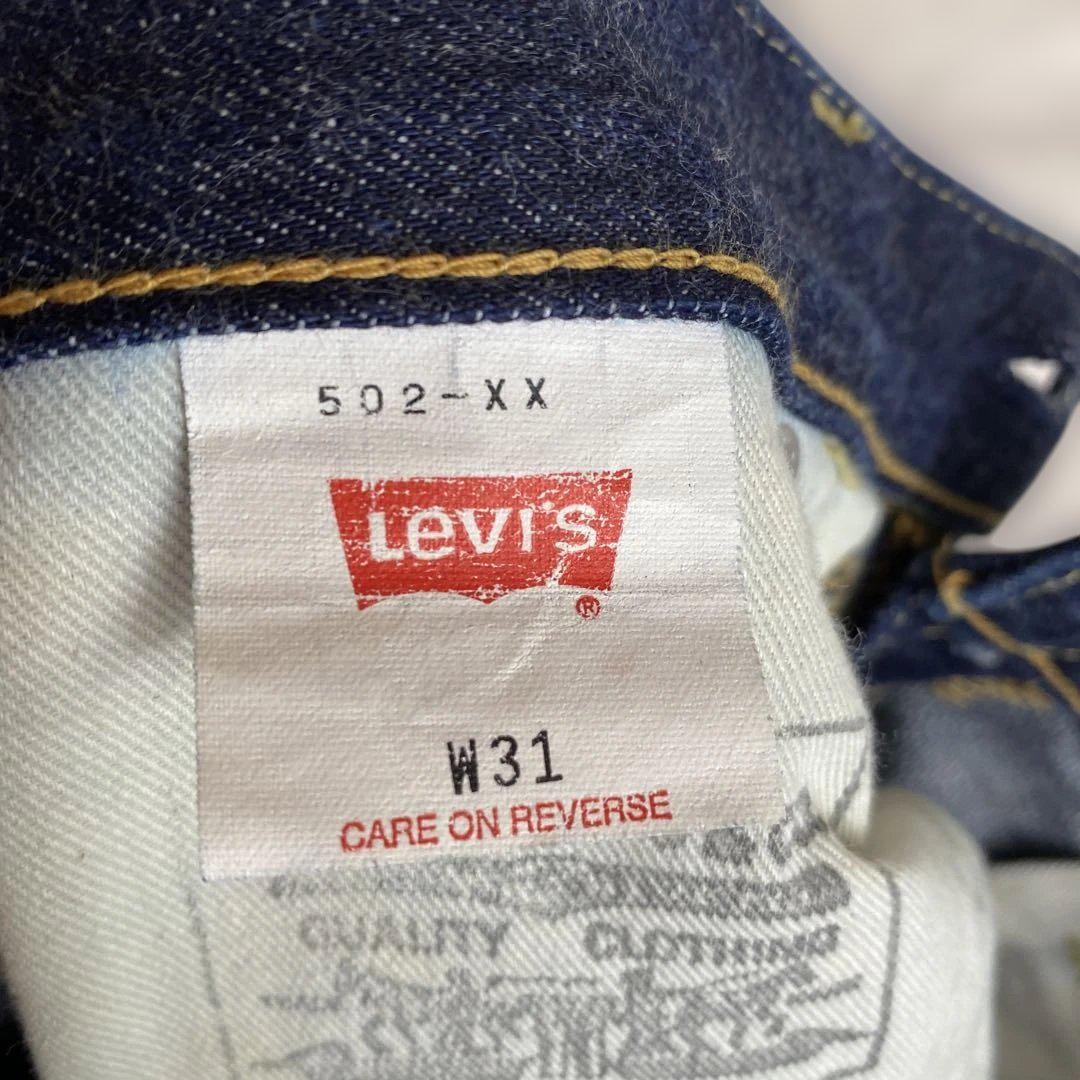 502-XX
Levi's
®
W31
CARE ON REVERSE
QUALITY CLOTHING